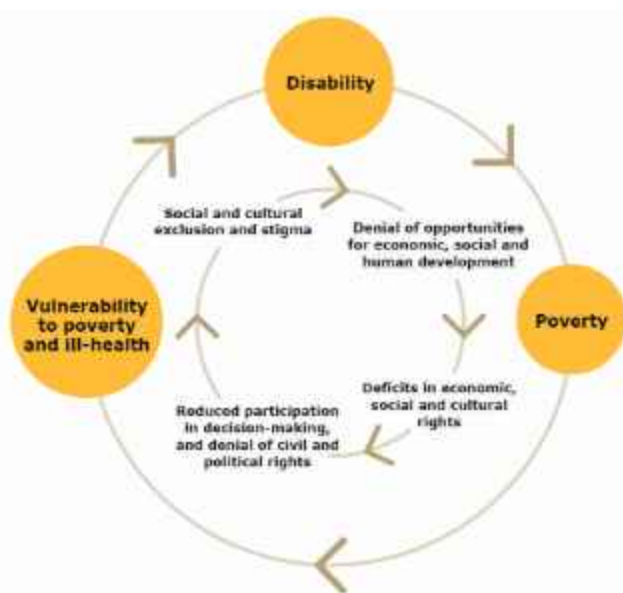 Disability
Social and cultural
exclusion and stigma
Denial of opportunities
for economic, social and
human development
Vulnerability
to poverty
and ill-health
Poverty
Deficits in economic,
social and cultural
rights
Reduced participation
in decision-making,
and denial of civil and
political rights